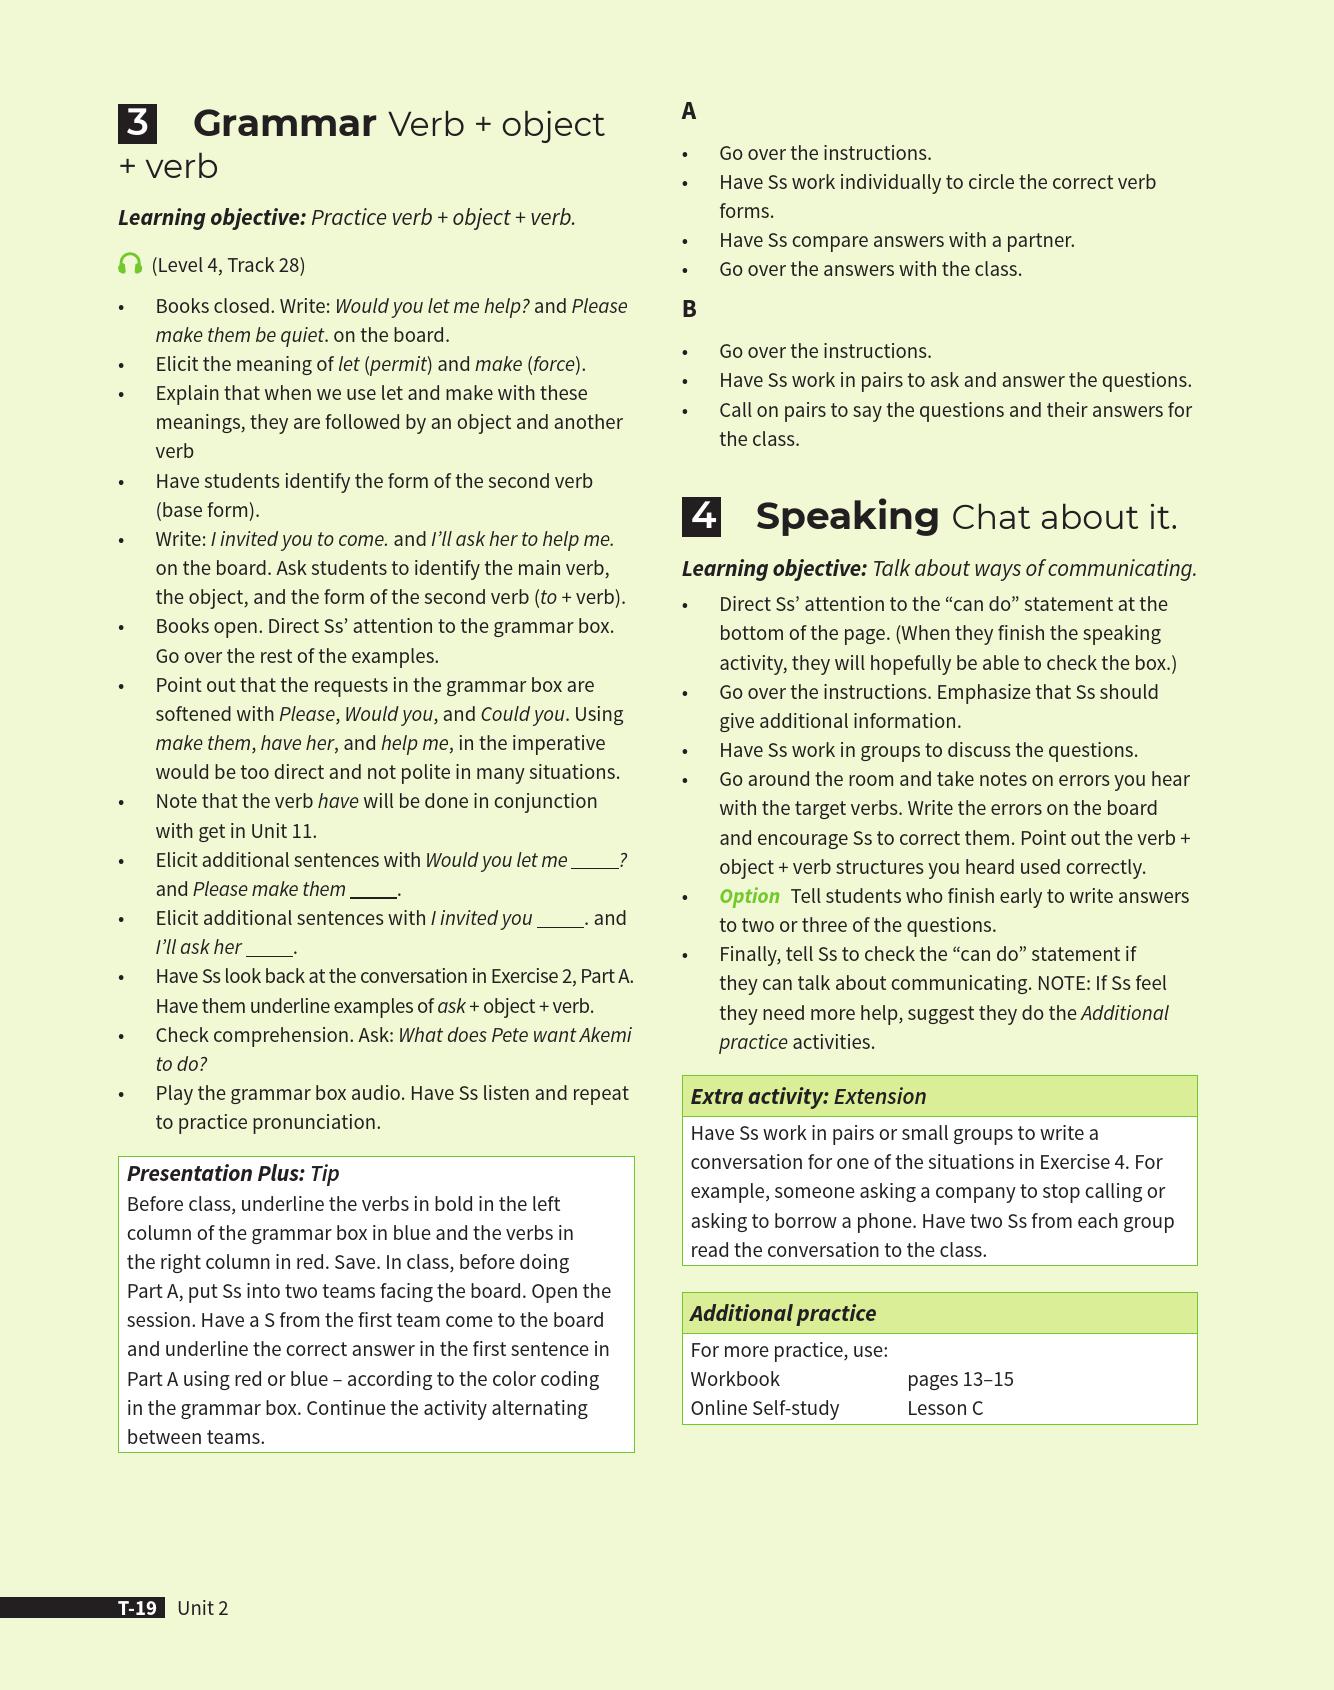 3 Grammar Verb + object
+ verb
Learning objective: Practice verb + object + verb.
(Level 4, Track 28)
• Books closed. Write: Would you let me help? and Please
make them be quiet. on the board.
• Elicit the meaning of let (permit) and make (force).
• Explain that when we use let and make with these
meanings, they are followed by an object and another
verb
• Have students identify the form of the second verb
(base form).
• Write: I invited you to come. and I’ll ask her to help me.
on the board. Ask students to identify the main verb,
the object, and the form of the second verb (to + verb).
• Books open. Direct Ss’ attention to the grammar box.
Go over the rest of the examples.
• Point out that the requests in the grammar box are
softened with Please, Would you, and Could you. Using
make them, have her, and help me, in the imperative
would be too direct and not polite in many situations.
• Note that the verb have will be done in conjunction
with get in Unit 11.
• Elicit additional sentences with Would you let me _____?
and Please make them _____.
• Elicit additional sentences with I invited you _____. and
I’ll ask her _____.
• Have Ss look back at the conversation in Exercise 2, Part A.
Have them underline examples of ask + object + verb.
• Check comprehension. Ask: What does Pete want Akemi
to do?
• Play the grammar box audio. Have Ss listen and repeat
to practice pronunciation.
Presentation Plus: Tip
Before class, underline the verbs in bold in the left
column of the grammar box in blue and the verbs in
the right column in red. Save. In class, before doing
Part A, put Ss into two teams facing the board. Open the
session. Have a S from the first team come to the board
and underline the correct answer in the first sentence in
Part A using red or blue – according to the color coding
in the grammar box. Continue the activity alternating
between teams.
A
• Go over the instructions.
• Have Ss work individually to circle the correct verb
forms.
• Have Ss compare answers with a partner.
• Go over the answers with the class.
B
• Go over the instructions.
• Have Ss work in pairs to ask and answer the questions.
• Call on pairs to say the questions and their answers for
the class.
4 Speaking Chat about it.
Learning objective: Talk about ways of communicating.
• Direct Ss’ attention to the “can do” statement at the
bottom of the page. (When they finish the speaking
activity, they will hopefully be able to check the box.)
• Go over the instructions. Emphasize that Ss should
give additional information.
• Have Ss work in groups to discuss the questions.
• Go around the room and take notes on errors you hear
with the target verbs. Write the errors on the board
and encourage Ss to correct them. Point out the verb +
object + verb structures you heard used correctly.
• Option Tell students who finish early to write answers
to two or three of the questions.
• Finally, tell Ss to check the “can do” statement if
they can talk about communicating. NOTE: If Ss feel
they need more help, suggest they do the Additional
practice activities.
Extra activity: Extension
Have Ss work in pairs or small groups to write a
conversation for one of the situations in Exercise 4. For
example, someone asking a company to stop calling or
asking to borrow a phone. Have two Ss from each group
read the conversation to the class.
Additional practice
For more practice, use:
Workbook pages 13–15
Online Self-study Lesson C
T-19 Unit 2